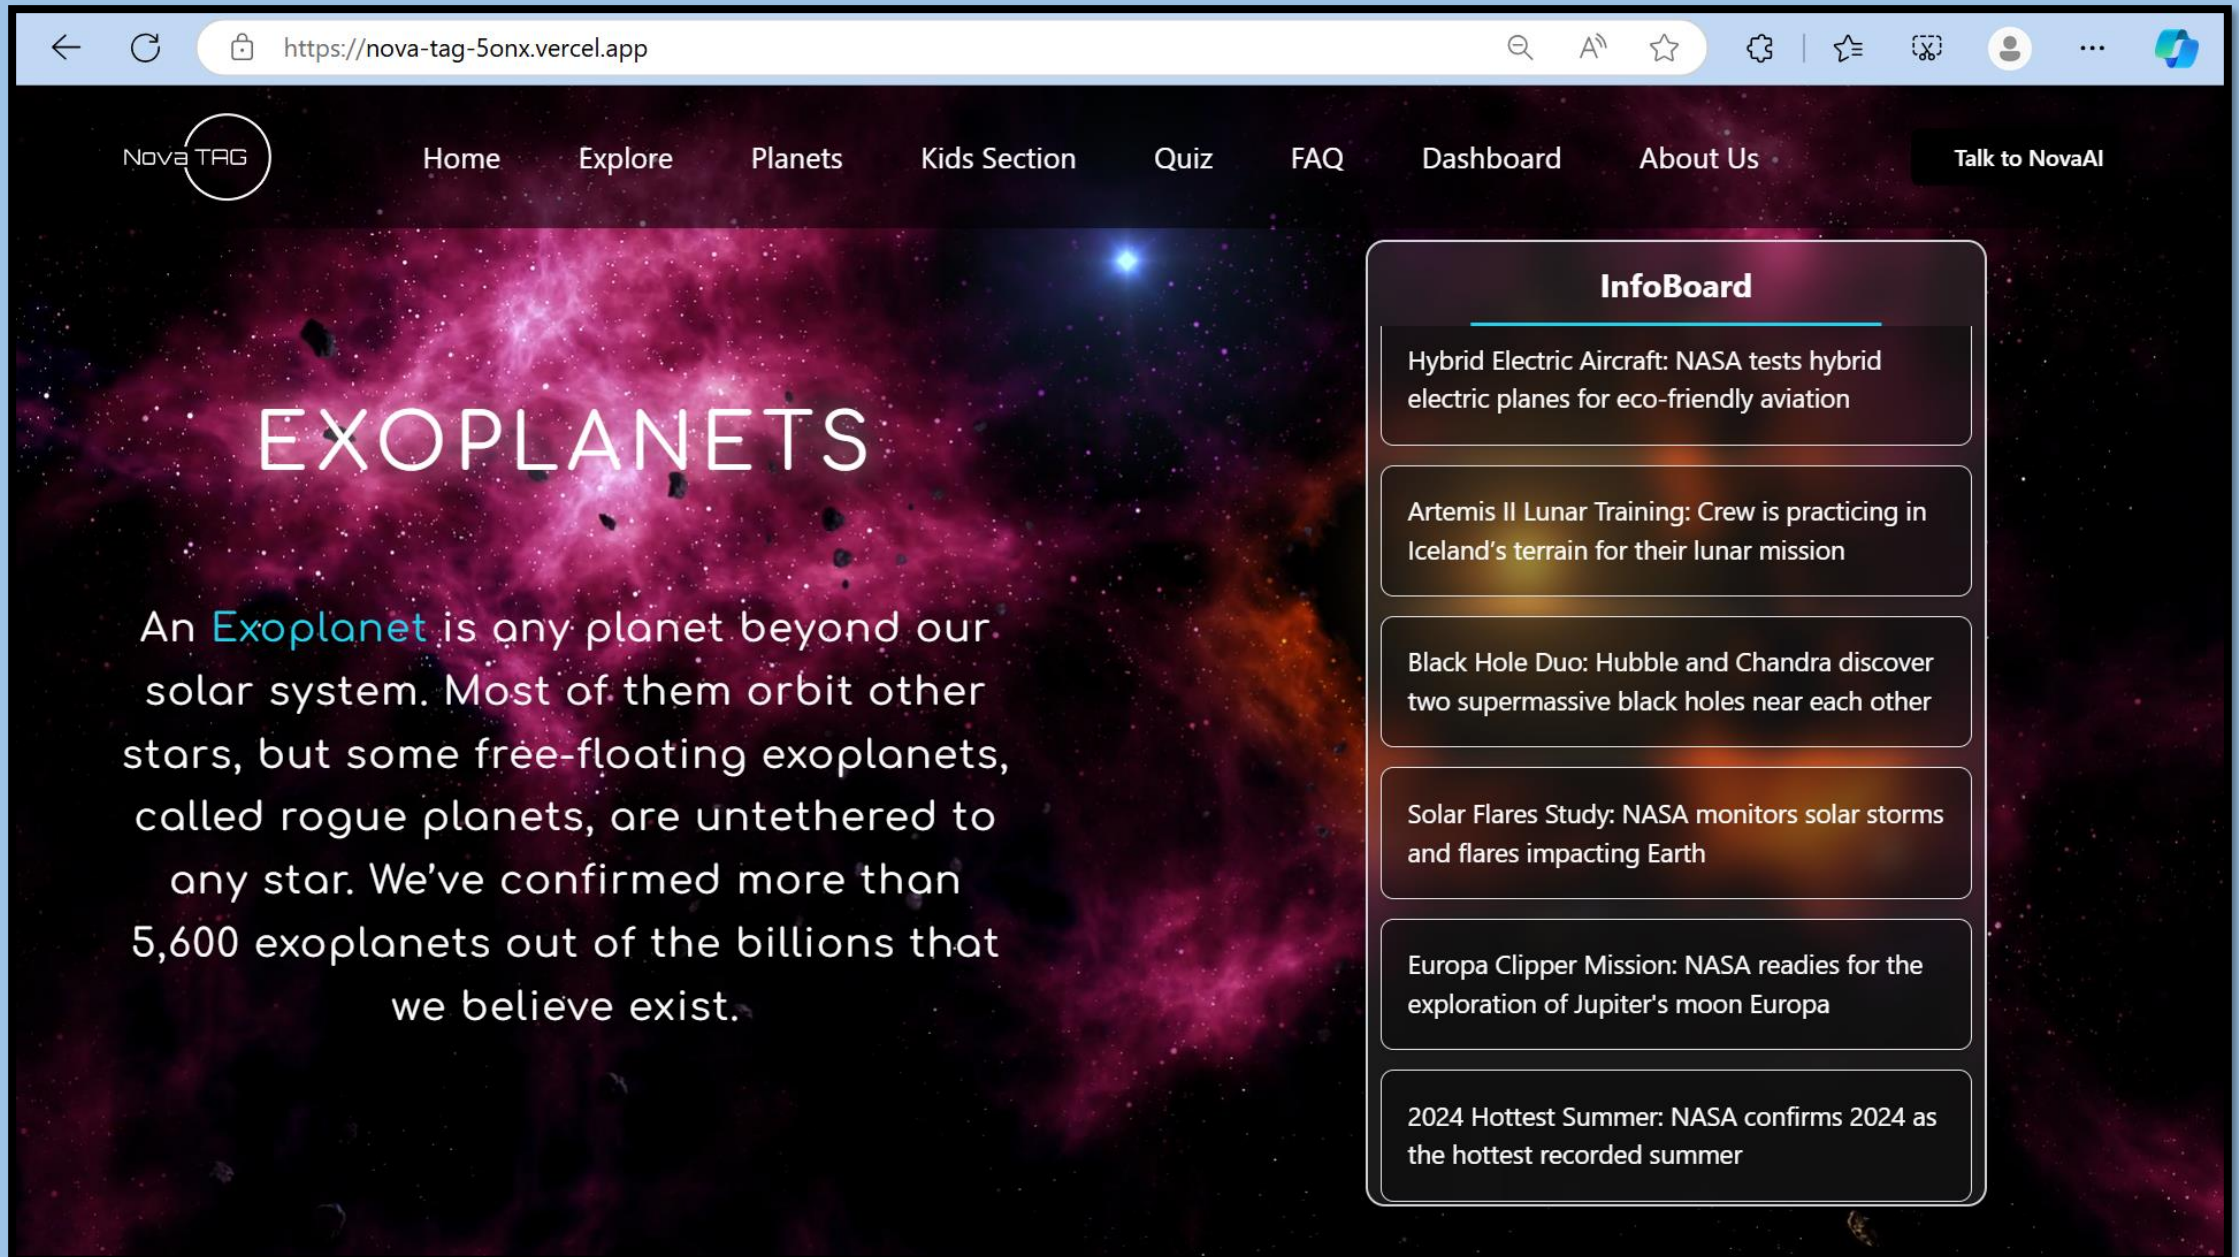 https://nova-tag-5onx.vercel.app
Nova TAG
Home Explore Planets Kids Section Quiz FAQ Dashboard About Us Talk to NovaAI
EXOPLANETS
An Exoplanet is any planet beyond our
solar system. Most of them orbit other
stars, but some free-floating exoplanets,
called rogue planets, are untethered to
any star. We've confirmed more than
5,600 exoplanets out of the billions that
we believe exist.
InfoBoard
Hybrid Electric Aircraft: NASA tests hybrid
electric planes for eco-friendly aviation
Artemis II Lunar Training: Crew is practicing in
Iceland's terrain for their lunar mission
Black Hole Duo: Hubble and Chandra discover
two supermassive black holes near each other
Solar Flares Study: NASA monitors solar storms
and flares impacting Earth
Europa Clipper Mission: NASA readies for the
exploration of Jupiter's moon Europa
2024 Hottest Summer: NASA confirms 2024 as
the hottest recorded summer